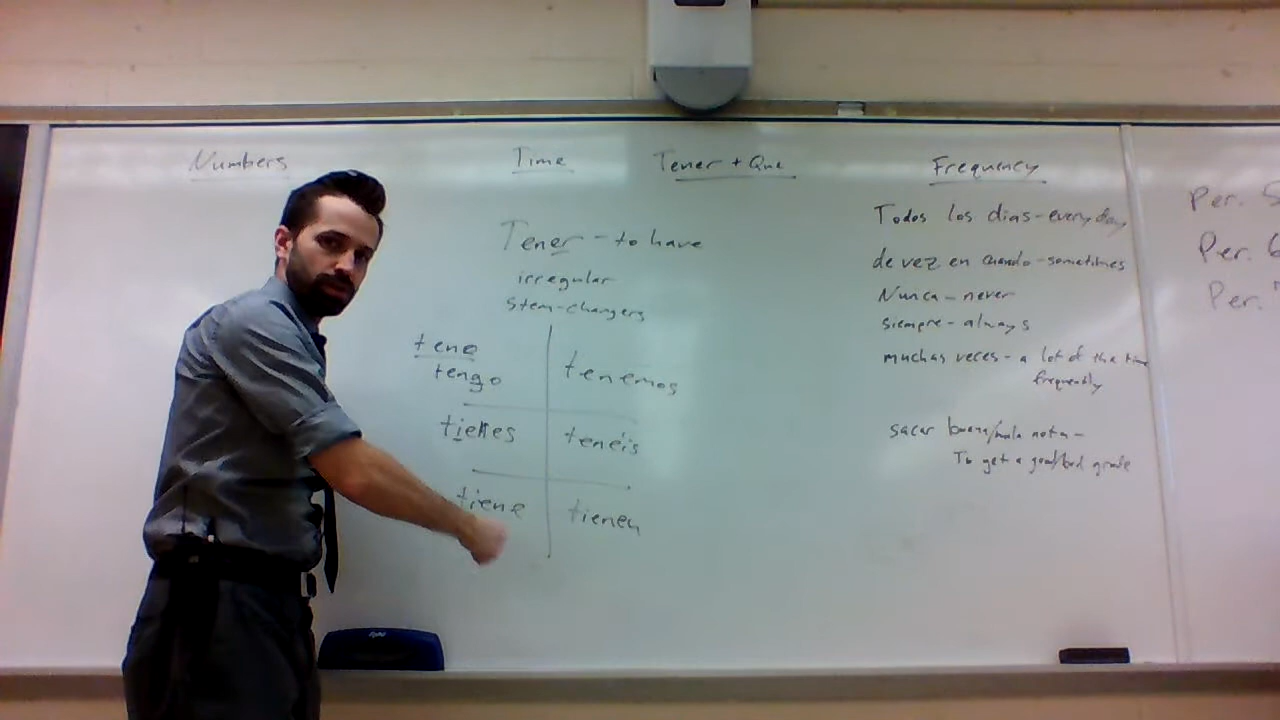 Numbers
Time
Tener + Que
Frequency
Tener - to have
irregular
stem-changers
teno
tengo
tenemos
tienes
tenéis
tiene
tienen
Todos los dias - every day
de vez en cuando - sometimes
Nunca - never
siempre - always
muchas veces - a lot of the time
frequently
sacar buena/mala nota -
To get a good/bad grade
Per. 5
Per. 6
Per.